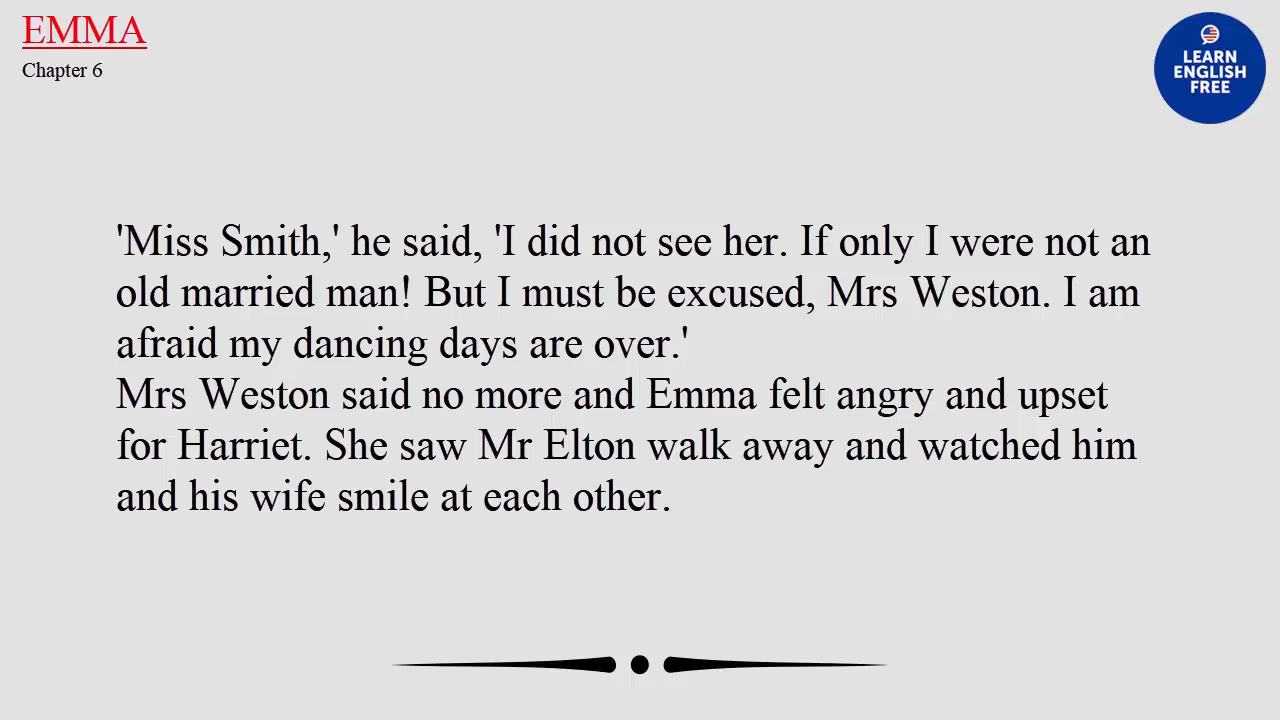 EMMA
Chapter 6
LEARN
ENGLISH
FREE
'Miss Smith,' he said, 'I did not see her. If only I were not an
old married man! But I must be excused, Mrs Weston. I am
afraid my dancing days are over.'
Mrs Weston said no more and Emma felt angry and upset
for Harriet. She saw Mr Elton walk away and watched him
and his wife smile at each other.